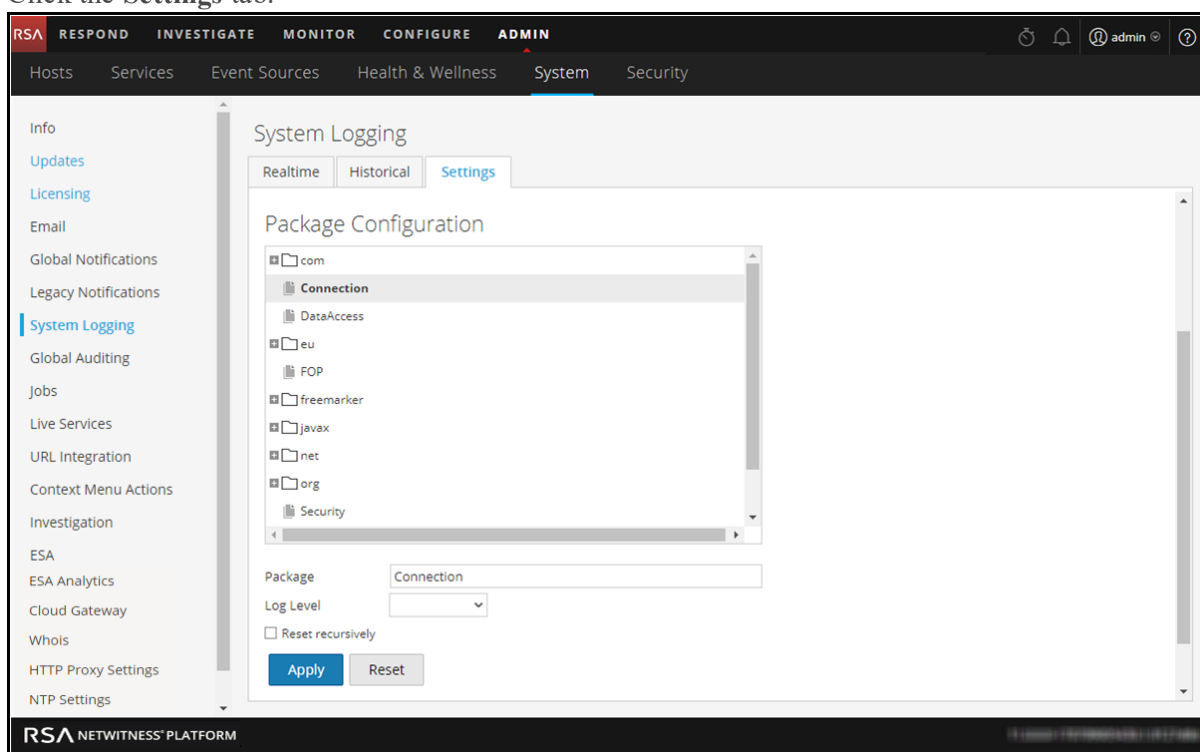 Click the Settings tab.
RSA RESPOND INVESTIGATE MONITOR CONFIGURE ADMIN admin ?
Hosts Services Event Sources Health & Wellness System Security
Info
Updates
Licensing
Email
Global Notifications
Legacy Notifications
System Logging
Global Auditing
Jobs
Live Services
URL Integration
Context Menu Actions
Investigation
ESA
ESA Analytics
Cloud Gateway
Whois
HTTP Proxy Settings
NTP Settings
System Logging
Realtime Historical Settings
Package Configuration
com
Connection
DataAccess
eu
FOP
freemarker
javax
net
org
Security
Package Connection
Log Level
Reset recursively
Apply Reset
RSA NETWITNESS® PLATFORM